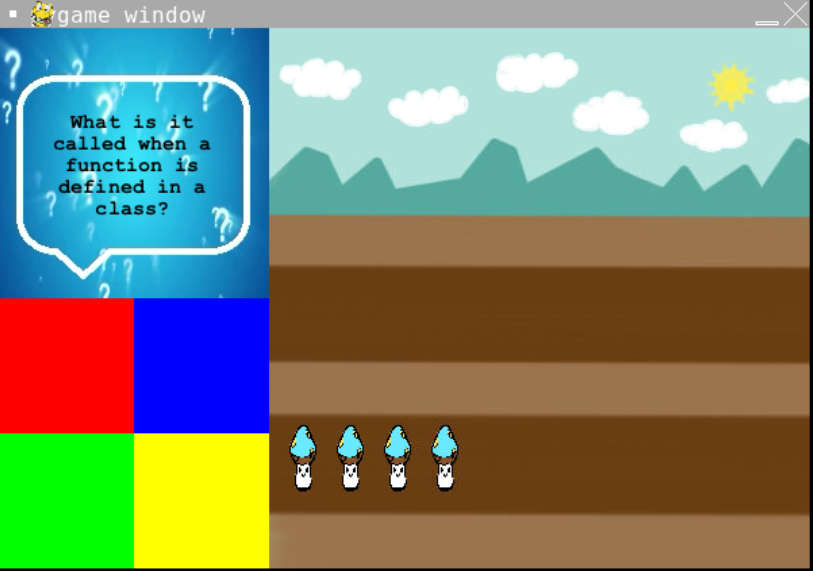 game window
What is it
called when a
function is
defined in a
class?